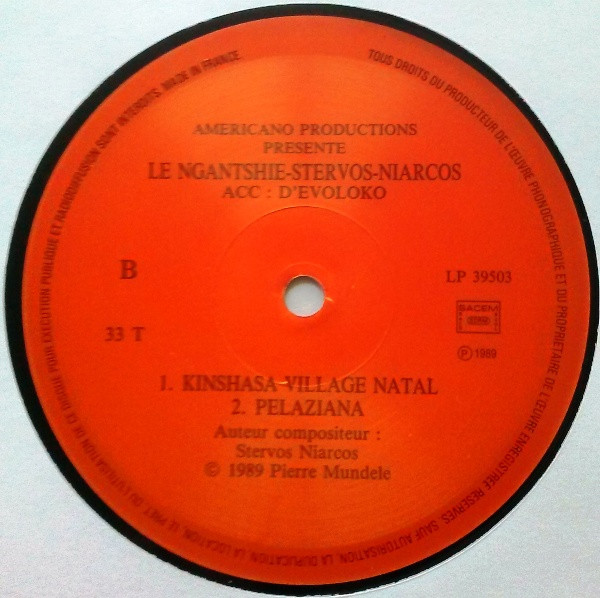 AMERICANO PRODUCTIONS
PRESENTE
LE NGANTSHIE-STERVOS-NIARCOS
ACC : D'EVOLOKO
B
LP 39503
33 T
SACEM
Ⓟ 1989
1. KINSHASA-VILLAGE NATAL
2. PELAZIANA
Auteur compositeur :
Stervos Niarcos
© 1989 Pierre Mundele
TOUS DROITS DU PRODUCTEUR DE L'ŒUVRE PHONOGRAPHIQUE ET DU PROPRIETAIRE DE L'ŒUVRE ENREGISTREE RESERVES. SAUF AUTORISATION, LA DUPLICATION, LA LOCATION, LE PRET OU L'UTILISATION DE CE DISQUE POUR EXECUTION PUBLIQUE ET RADIODIFFUSION SONT INTERDITS. MADE IN FRANCE.